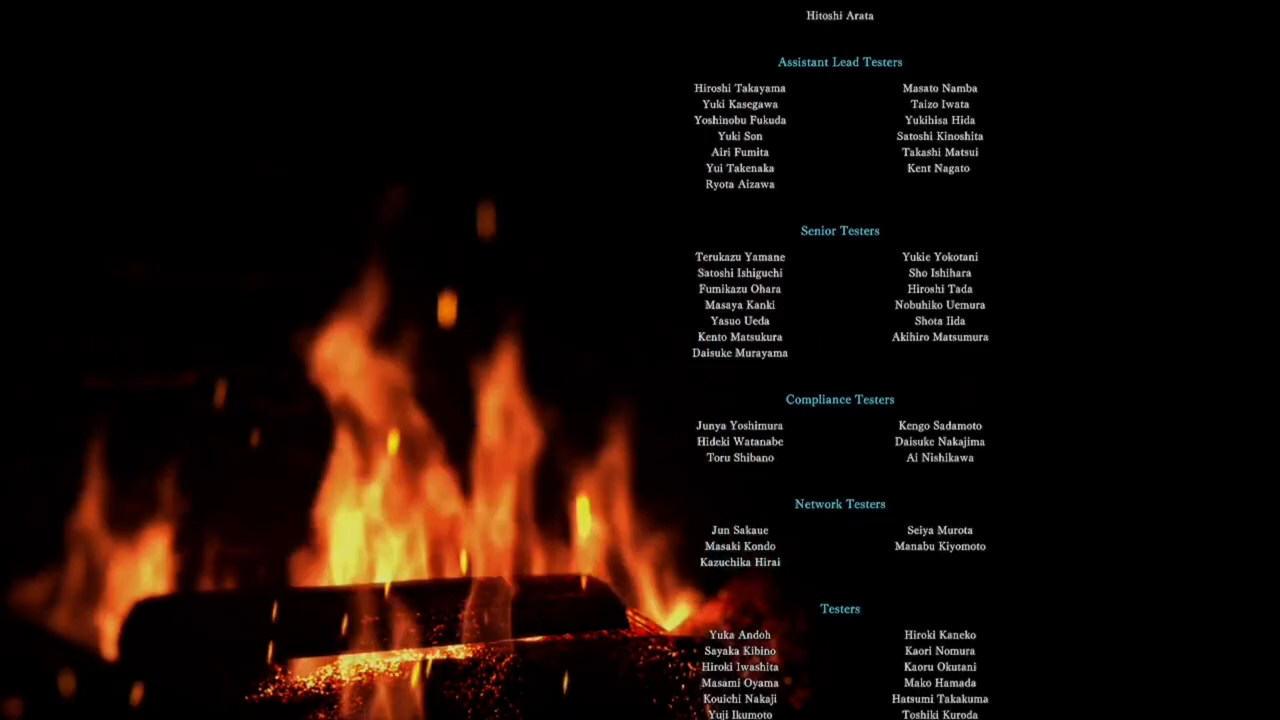 Hitoshi Arata
Assistant Lead Testers
Hiroshi Takayama Masato Namba
Yuki Kasegawa Taizo Iwata
Yoshinobu Fukuda Yukihisa Hida
Yuki Son Satoshi Kinoshita
Airi Fumita Takashi Matsui
Yui Takenaka Kent Nagato
Ryota Aizawa
Senior Testers
Terukazu Yamane Yukie Yokotani
Satoshi Ishiguchi Sho Ishihara
Fumikazu Ohara Hiroshi Tada
Masaya Kanki Nobuhiko Uemura
Yasuo Ueda Shota Iida
Kento Matsukura Akihiro Matsumura
Daisuke Murayama
Compliance Testers
Junya Yoshimura Kengo Sadamoto
Hideki Watanabe Daisuke Nakajima
Toru Shibano Ai Nishikawa
Network Testers
Jun Sakaue Seiya Murota
Masaki Kondo Manabu Kiyomoto
Kazuchika Hirai
Testers
Yuka Andoh Hiroki Kaneko
Sayaka Kibino Kaori Nomura
Hiroki Iwashita Kaoru Okutani
Masami Oyama Mako Hamada
Kouichi Nakaji Hatsumi Takakuma
Yuji Ikumoto Toshiki Kuroda